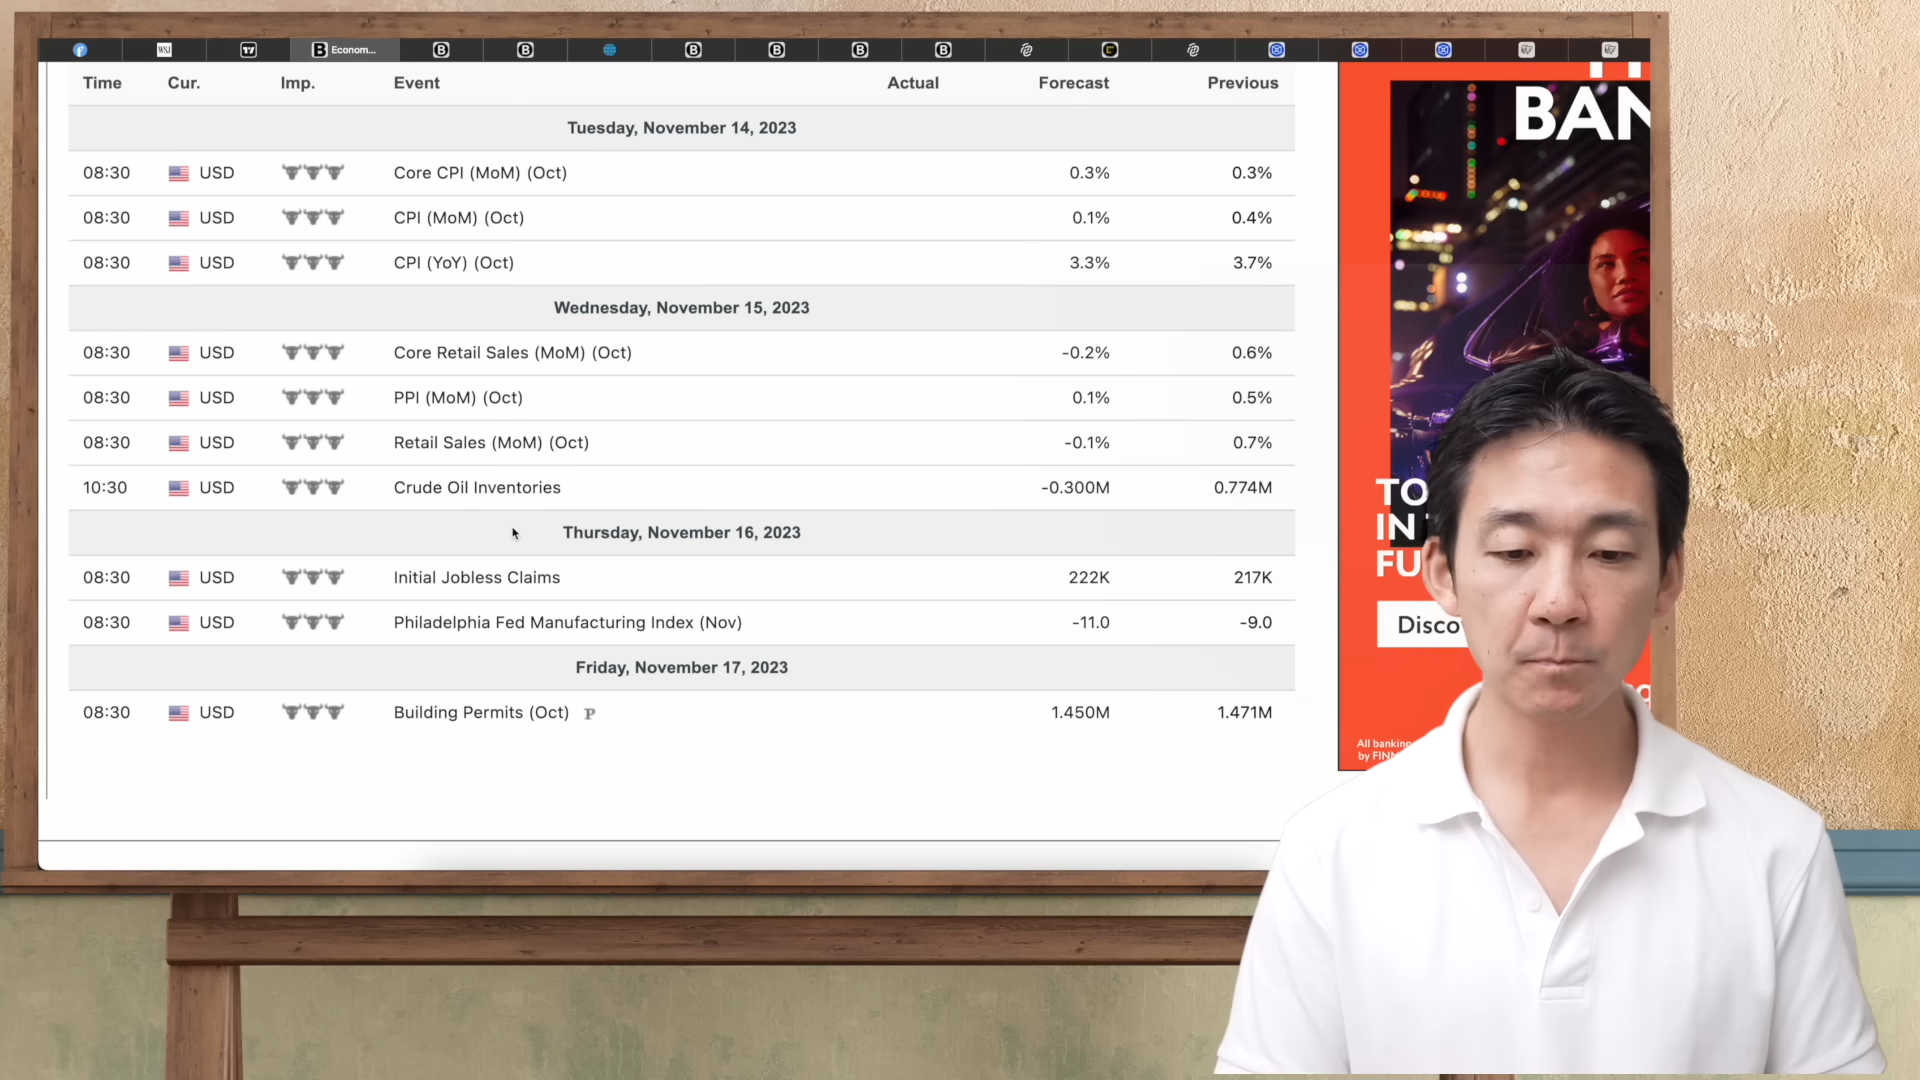 WSJ
Econom...
Time Cur. Imp. Event Actual Forecast Previous
Tuesday, November 14, 2023
08:30 USD Core CPI (MoM) (Oct) 0.3% 0.3%
08:30 USD CPI (MoM) (Oct) 0.1% 0.4%
08:30 USD CPI (YoY) (Oct) 3.3% 3.7%
Wednesday, November 15, 2023
08:30 USD Core Retail Sales (MoM) (Oct) -0.2% 0.6%
08:30 USD PPI (MoM) (Oct) 0.1% 0.5%
08:30 USD Retail Sales (MoM) (Oct) -0.1% 0.7%
10:30 USD Crude Oil Inventories -0.300M 0.774M
Thursday, November 16, 2023
08:30 USD Initial Jobless Claims 222K 217K
08:30 USD Philadelphia Fed Manufacturing Index (Nov) -11.0 -9.0
Friday, November 17, 2023
08:30 USD Building Permits (Oct) P 1.450M 1.471M
BAN
TO
IN
FU
Disco
All banking
by FIN